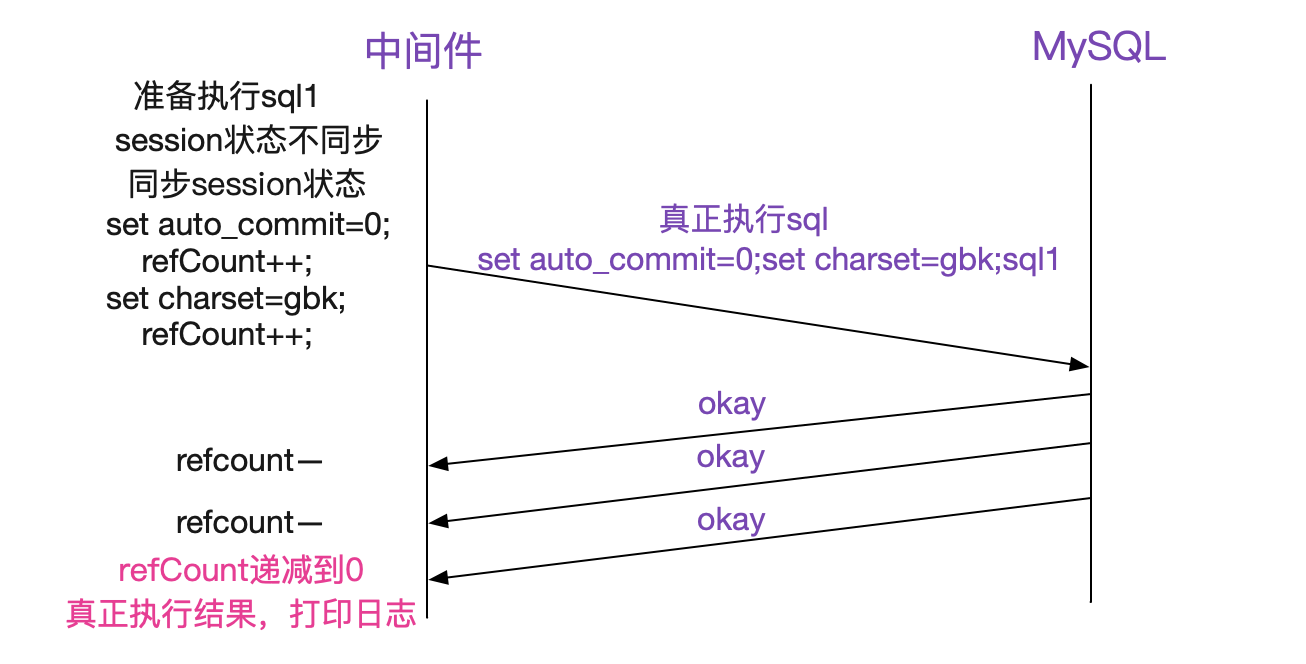 中间件
MySQL
准备执行sql1
session状态不同步
同步session状态
set auto_commit=0;
refCount++;
set charset=gbk;
refCount++;
真正执行sql
set auto_commit=0;set charset=gbk;sql1
okay
refcount—
okay
refcount—
okay
refCount递减到0
真正执行结果，打印日志